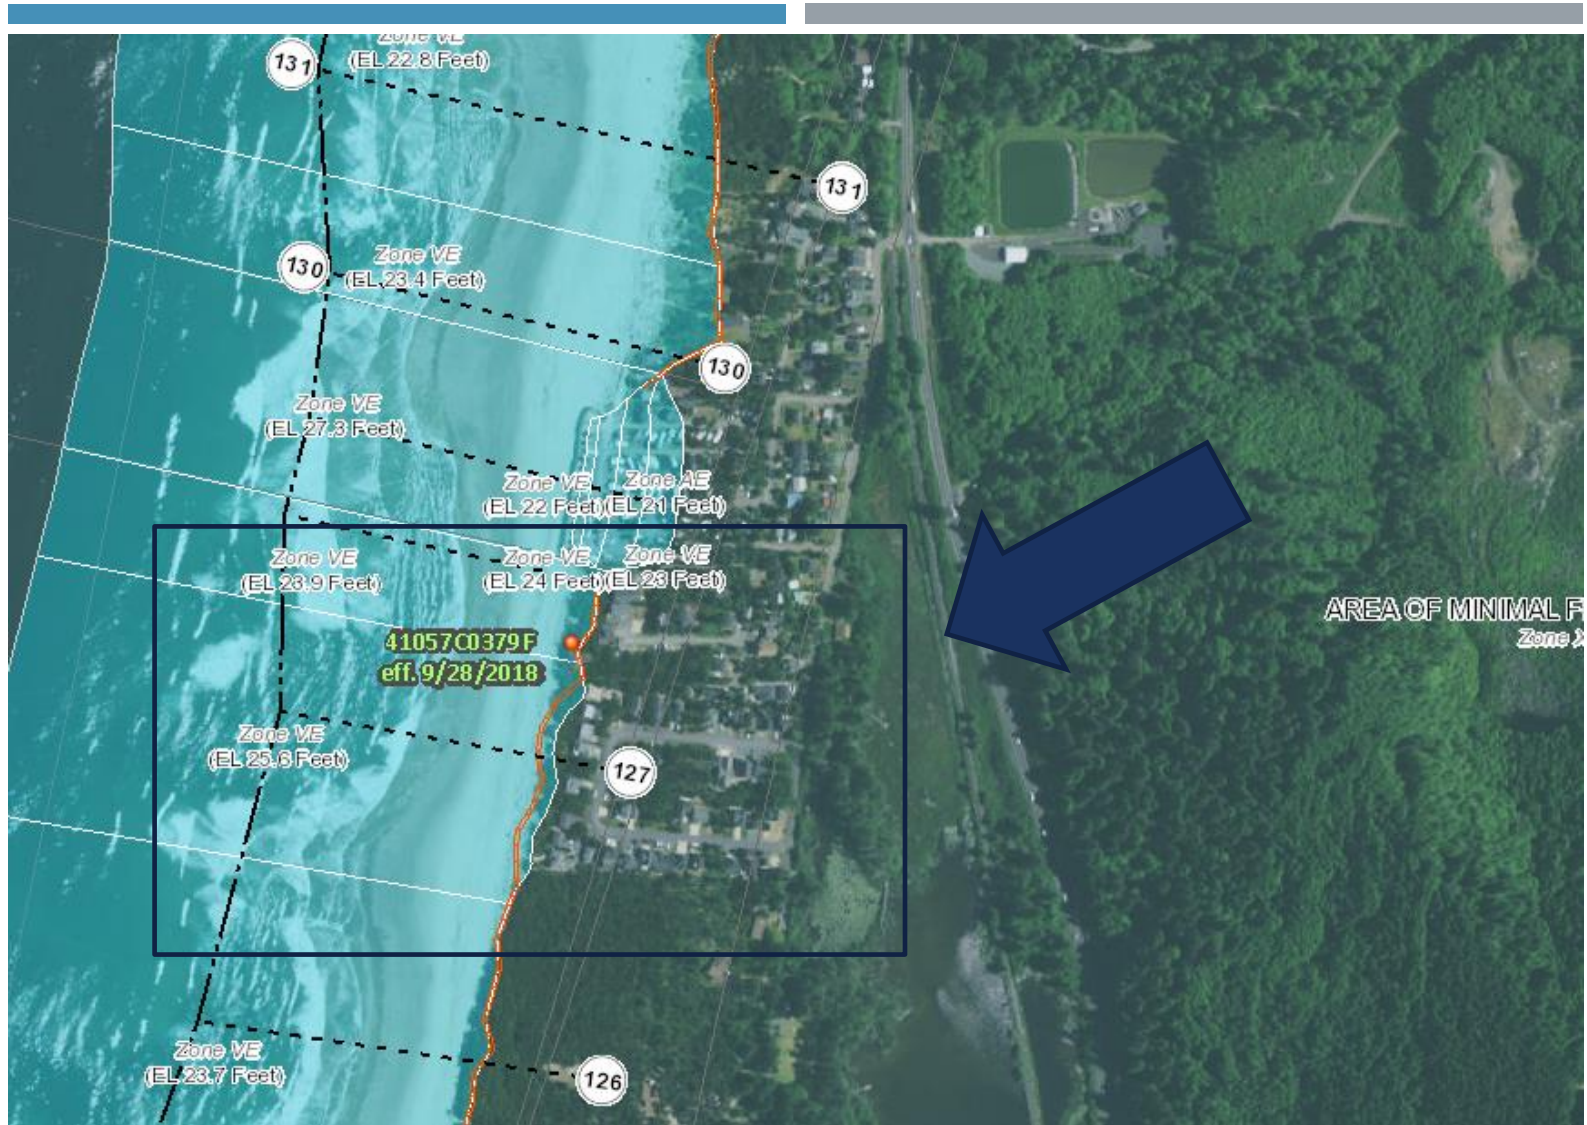 Zone VE
(EL 22.8 Feet)
131
131
130
Zone VE
(EL 23.4 Feet)
130
Zone VE
(EL 27.3 Feet)
Zone VE
(EL 22 Feet)
Zone AE
(EL 21 Feet)
Zone VE
(EL 23.9 Feet)
Zone VE
(EL 24 Feet)
Zone VE
(EL 23 Feet)
AREA OF MINIMAL F
Zone X
41057C0379F
eff. 9/28/2018
Zone VE
(EL 25.6 Feet)
127
Zone VE
(EL 23.7 Feet)
126